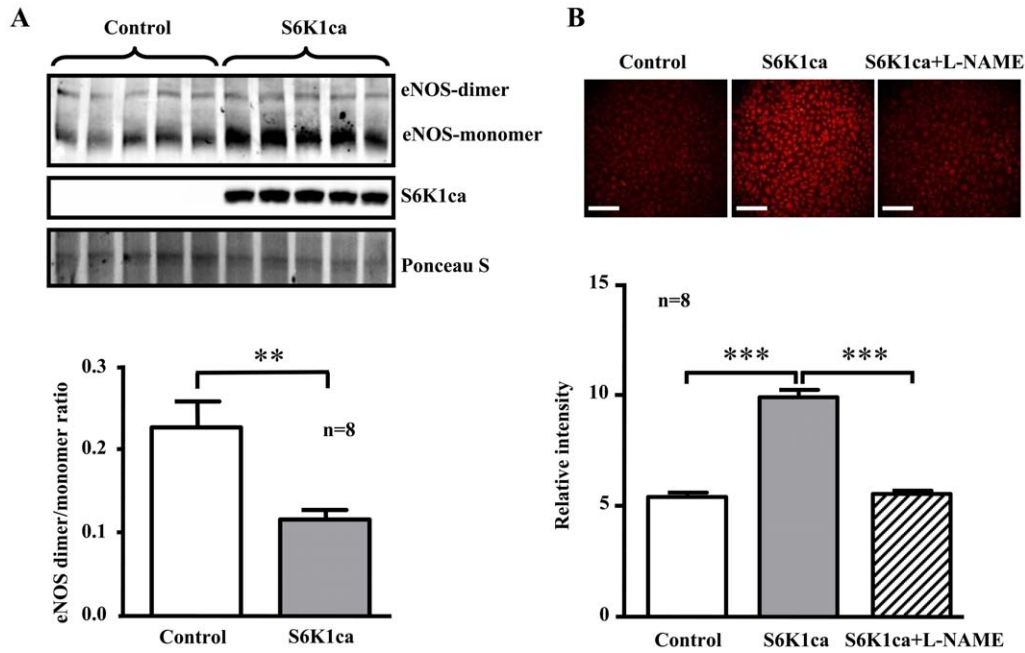 A
Control
S6K1ca
eNOS-dimer
eNOS-monomer
S6K1ca
Ponceau S
eNOS dimer/monomer ratio
0.3
0.2
0.1
0.0
**
n=8
Control
S6K1ca
B
Control
S6K1ca
S6K1ca+L-NAME
Relative intensity
15
10
5
0
n=8
***
***
Control
S6K1ca
S6K1ca+L-NAME